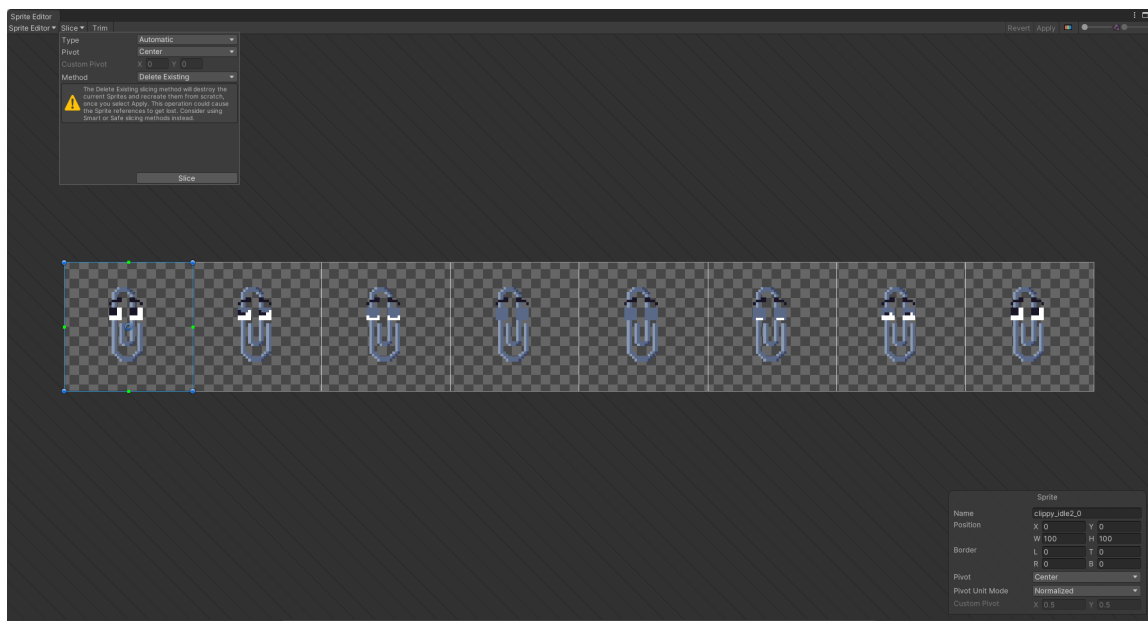 Sprite Editor
Sprite Editor Slice Trim Revert Apply
Type Automatic
Pivot Center
Custom Pivot X 0 Y 0
Method Delete Existing
The Delete Existing slicing method will destroy the
current Sprites and recreate them from scratch,
once you select Apply. This operation could cause
the Sprite references to get lost. Consider using
Smart or Safe slicing methods instead.
Slice
Sprite
Name clippy_idle2_0
Position X 0 Y 0
W 100 H 100
Border L 0 T 0
R 0 B 0
Pivot Center
Pivot Unit Mode Normalized
Custom Pivot X 0.5 Y 0.5